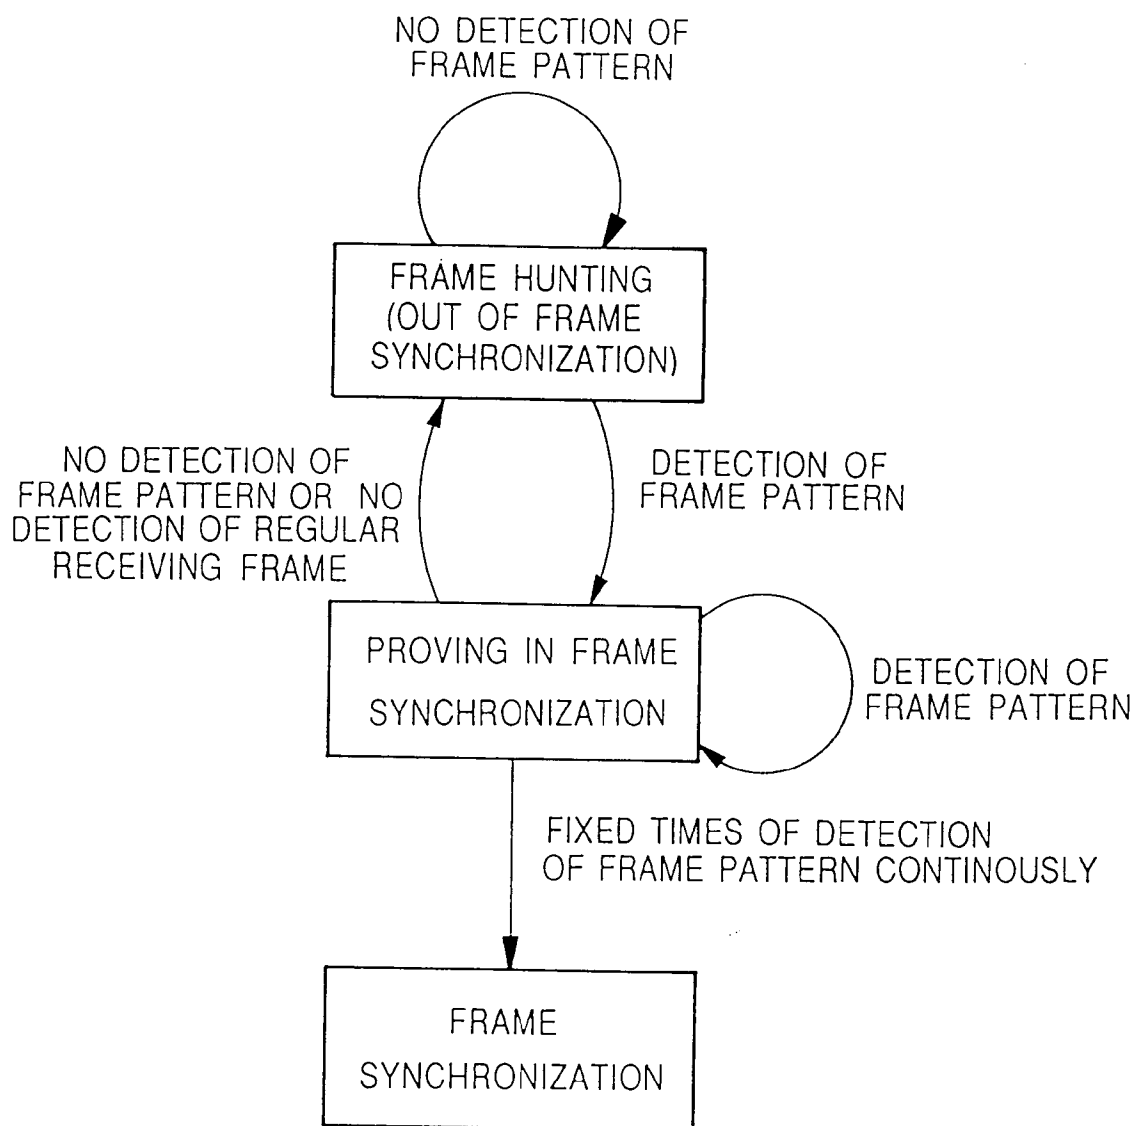 NO DETECTION OF
FRAME PATTERN
FRAME HUNTING
(OUT OF FRAME
SYNCHRONIZATION)
NO DETECTION OF
FRAME PATTERN OR NO
DETECTION OF REGULAR
RECEIVING FRAME
DETECTION OF
FRAME PATTERN
PROVING IN FRAME
SYNCHRONIZATION
DETECTION OF
FRAME PATTERN
FIXED TIMES OF DETECTION
OF FRAME PATTERN CONTINOUSLY
FRAME
SYNCHRONIZATION